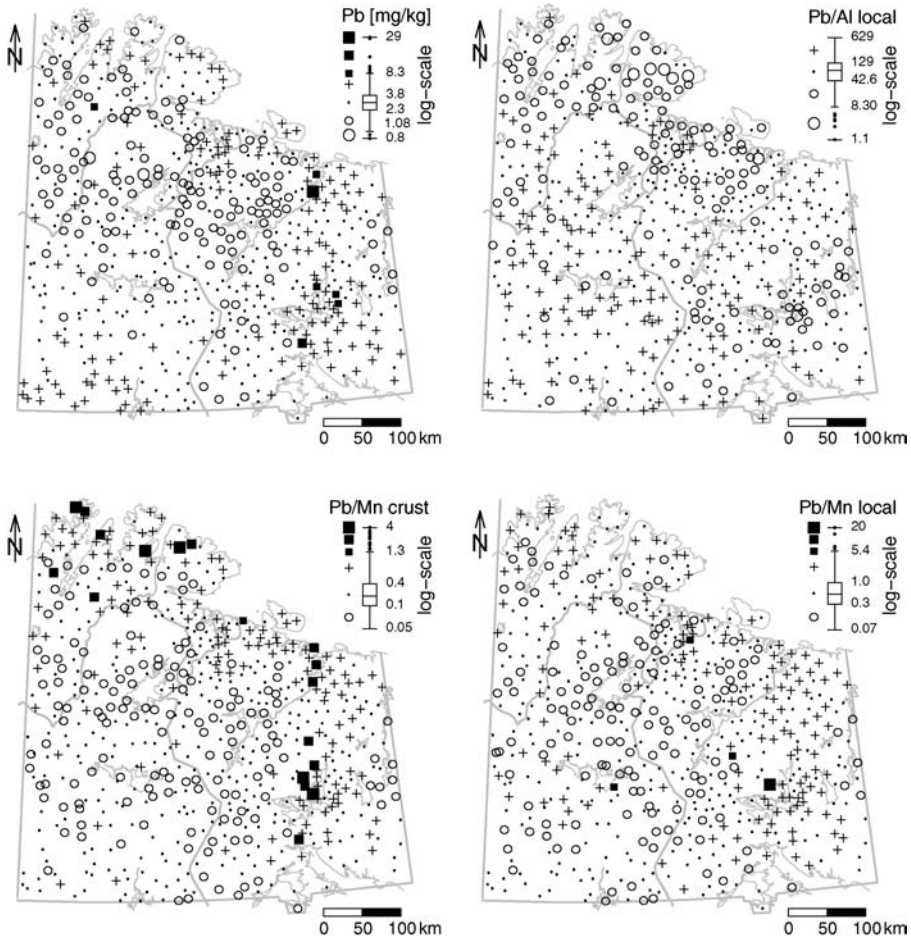 Pb [mg/kg]
29
8.3
3.8
2.3
1.08
0.8
log−scale
N
0 50 100 km
Pb/Al local
629
129
42.6
8.30
1.1
log−scale
N
0 50 100 km
Pb/Mn crust
4
1.3
0.4
0.1
0.05
log−scale
N
0 50 100 km
Pb/Mn local
20
5.4
1.0
0.3
0.07
log−scale
N
0 50 100 km